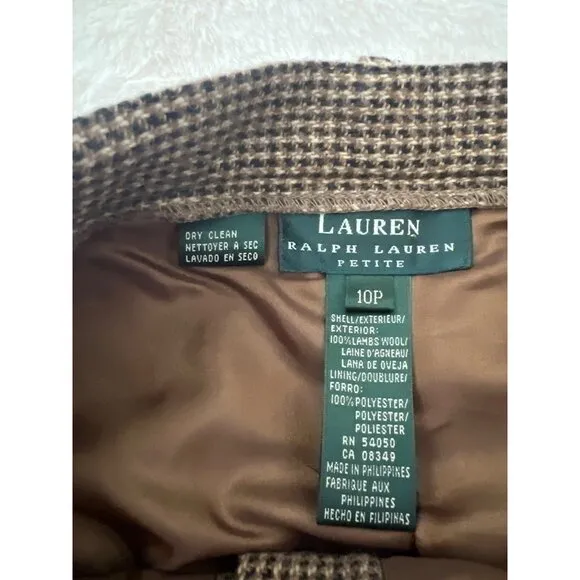 DRY CLEAN
NETTOYER À SEC
LAVADO EN SECO
LAUREN
RALPH LAUREN
PETITE
10P
SHELL/EXTERIEUR/
EXTERIOR:
100% LAMBS WOOL/
LAINE D'AGNEAU/
LANA DE OVEJA
LINING/DOUBLURE/
FORRO:
100% POLYESTER/
POLYESTER/
POLIESTER
RN 54050
CA 08349
MADE IN PHILIPPINES
FABRIQUE AUX
PHILIPPINES
HECHO EN FILIPINAS